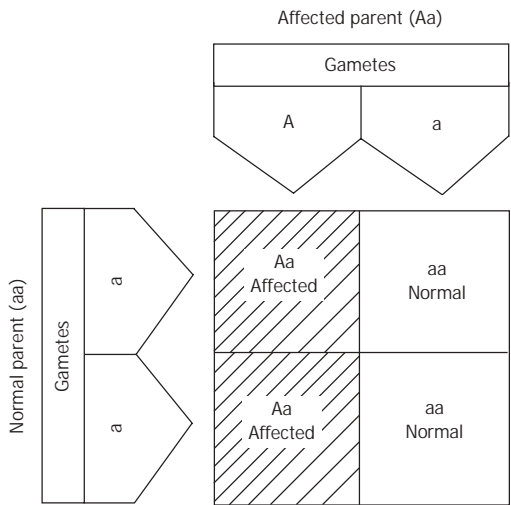 Affected parent (Aa)
Gametes
A
a
Normal parent (aa)
Gametes
a
a
Aa
Affected
aa
Normal
Aa
Affected
aa
Normal